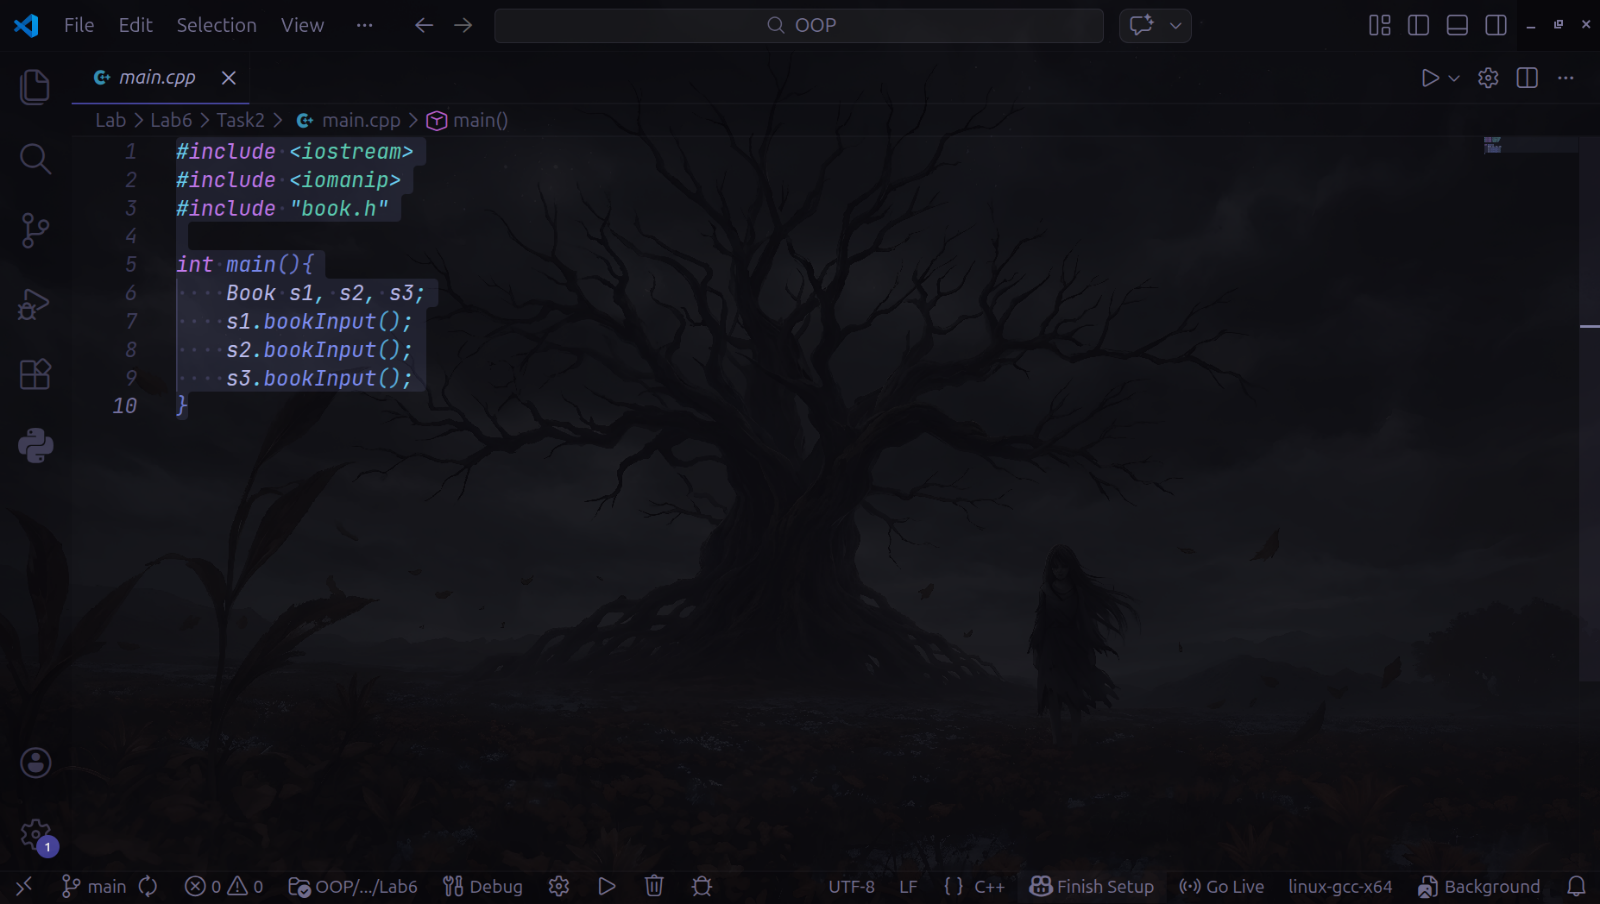 File Edit Selection View ··· OOP
main.cpp
Lab > Lab6 > Task2 > main.cpp > main()
1 #include <iostream>
2 #include <iomanip>
3 #include "book.h"
4
5 int main(){
6 Book s1, s2, s3;
7 s1.bookInput();
8 s2.bookInput();
9 s3.bookInput();
10 }
1
main 0 0 OOP/.../Lab6 Debug UTF-8 LF { } C++ Finish Setup Go Live linux-gcc-x64 Background